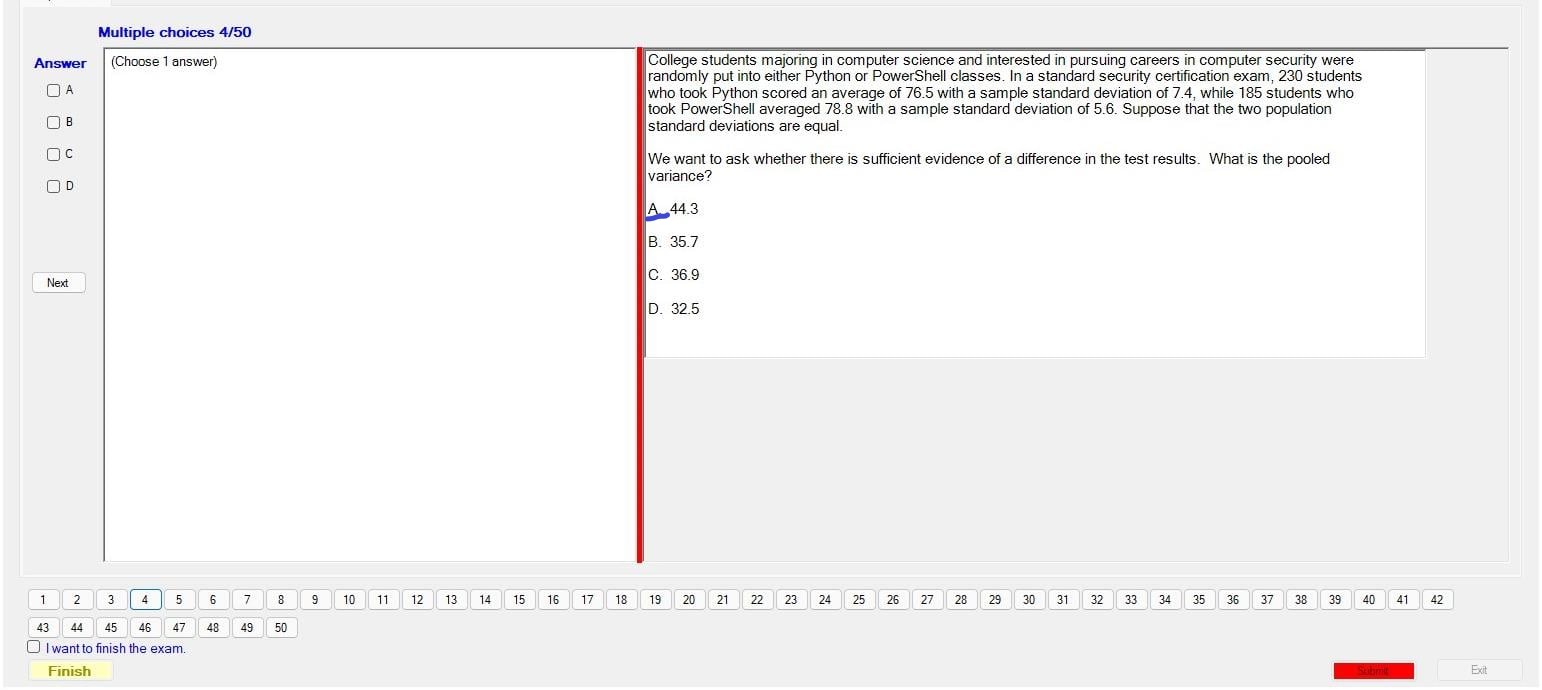 Multiple choices 4/50
Answer
(Choose 1 answer)
A
B
C
D
Next
College students majoring in computer science and interested in pursuing careers in computer security were
randomly put into either Python or PowerShell classes. In a standard security certification exam, 230 students
who took Python scored an average of 76.5 with a sample standard deviation of 7.4, while 185 students who
took PowerShell averaged 78.8 with a sample standard deviation of 5.6. Suppose that the two population
standard deviations are equal.
We want to ask whether there is sufficient evidence of a difference in the test results. What is the pooled
variance?
A. 44.3
B. 35.7
C. 36.9
D. 32.5
1 2 3 4 5 6 7 8 9 10 11 12 13 14 15 16 17 18 19 20 21 22 23 24 25 26 27 28 29 30 31 32 33 34 35 36 37 38 39 40 41 42
43 44 45 46 47 48 49 50
I want to finish the exam.
Finish
Submit
Exit